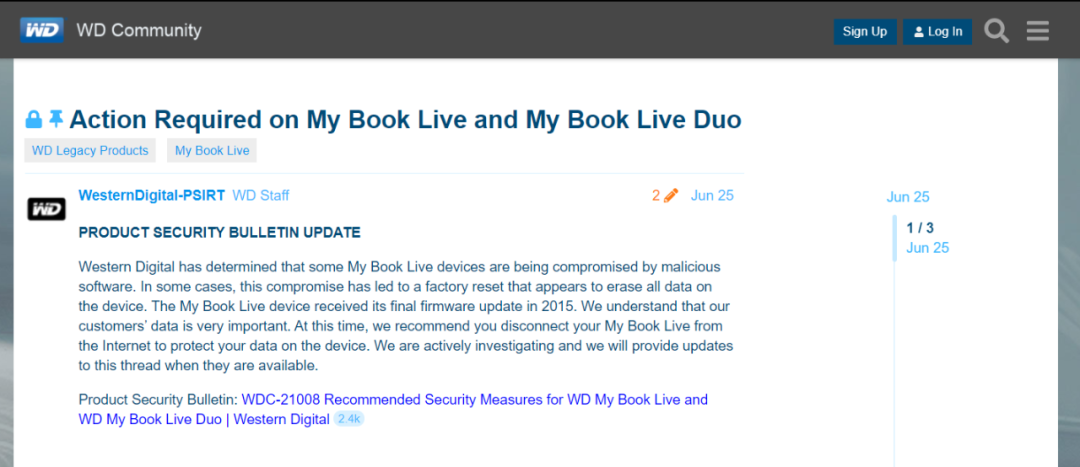 WD WD Community Sign Up Log In
Action Required on My Book Live and My Book Live Duo
WD Legacy Products My Book Live
WesternDigital-PSIRT WD Staff 2 Jun 25
WD
PRODUCT SECURITY BULLETIN UPDATE
Western Digital has determined that some My Book Live devices are being compromised by malicious
software. In some cases, this compromise has led to a factory reset that appears to erase all data on
the device. The My Book Live device received its final firmware update in 2015. We understand that our
customers’ data is very important. At this time, we recommend you disconnect your My Book Live from
the Internet to protect your data on the device. We are actively investigating and we will provide updates
to this thread when they are available.
Product Security Bulletin: WDC-21008 Recommended Security Measures for WD My Book Live and
WD My Book Live Duo | Western Digital 2.4k
Jun 25
1 / 3
Jun 25